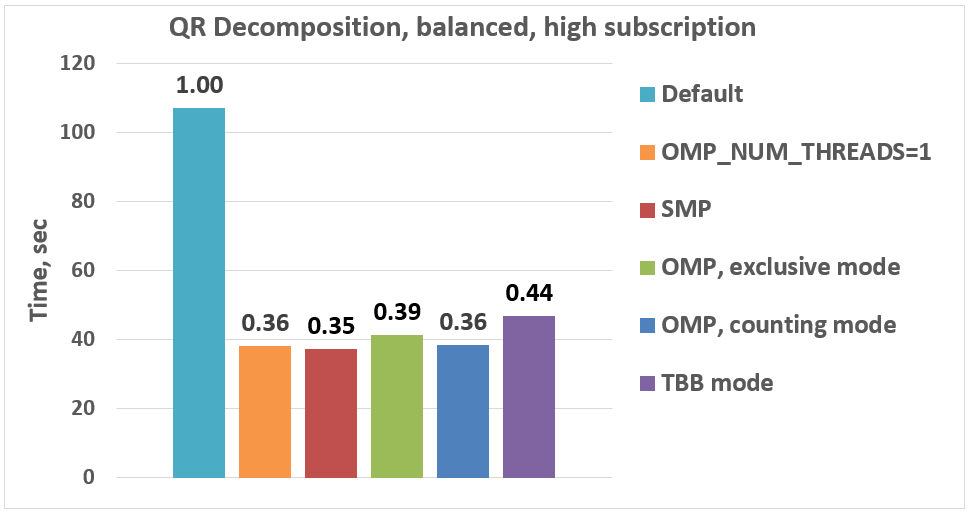 QR Decomposition, balanced, high subscription
Time, sec
120
100
80
60
40
20
0
1.00
0.36
0.35
0.39
0.36
0.44
Default
OMP_NUM_THREADS=1
SMP
OMP, exclusive mode
OMP, counting mode
TBB mode